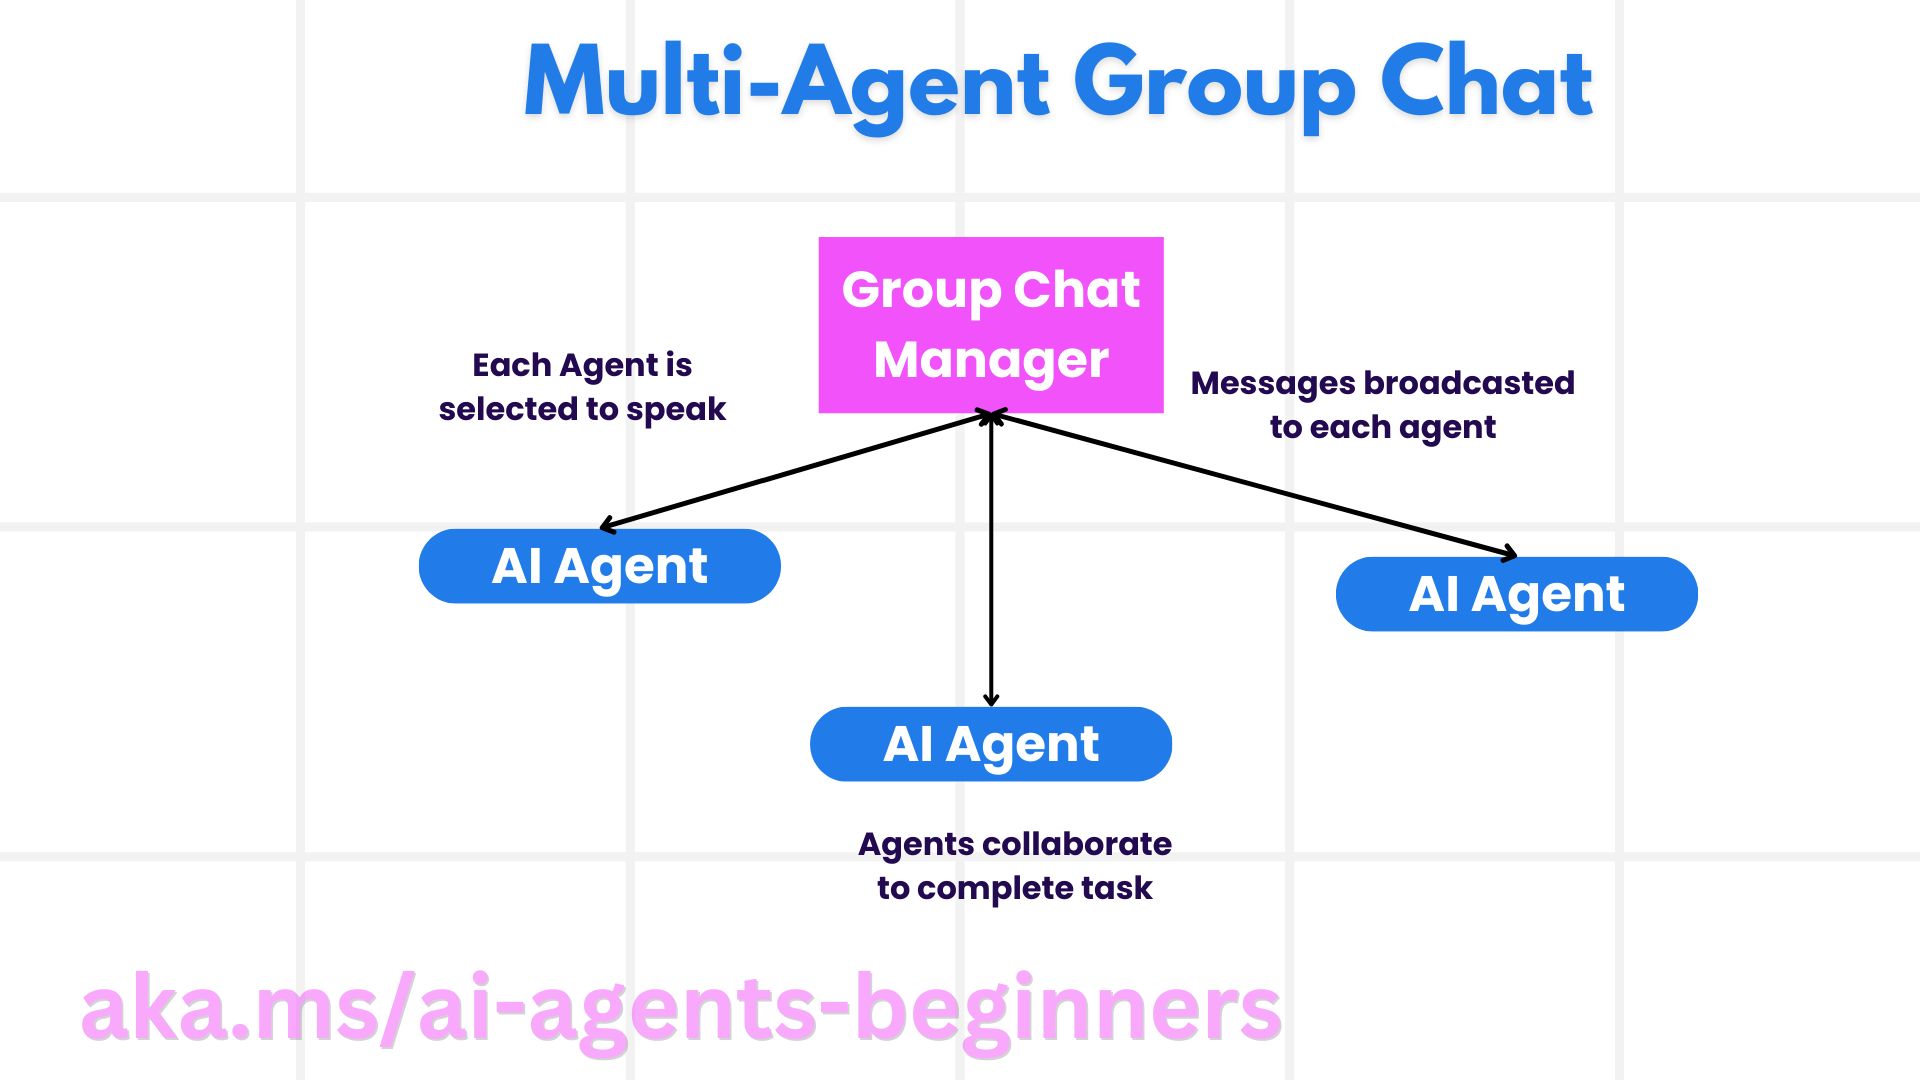 Multi-Agent Group Chat
Group Chat
Manager
Each Agent is
selected to speak
Messages broadcasted
to each agent
AI Agent
AI Agent
AI Agent
Agents collaborate
to complete task
aka.ms/ai-agents-beginners